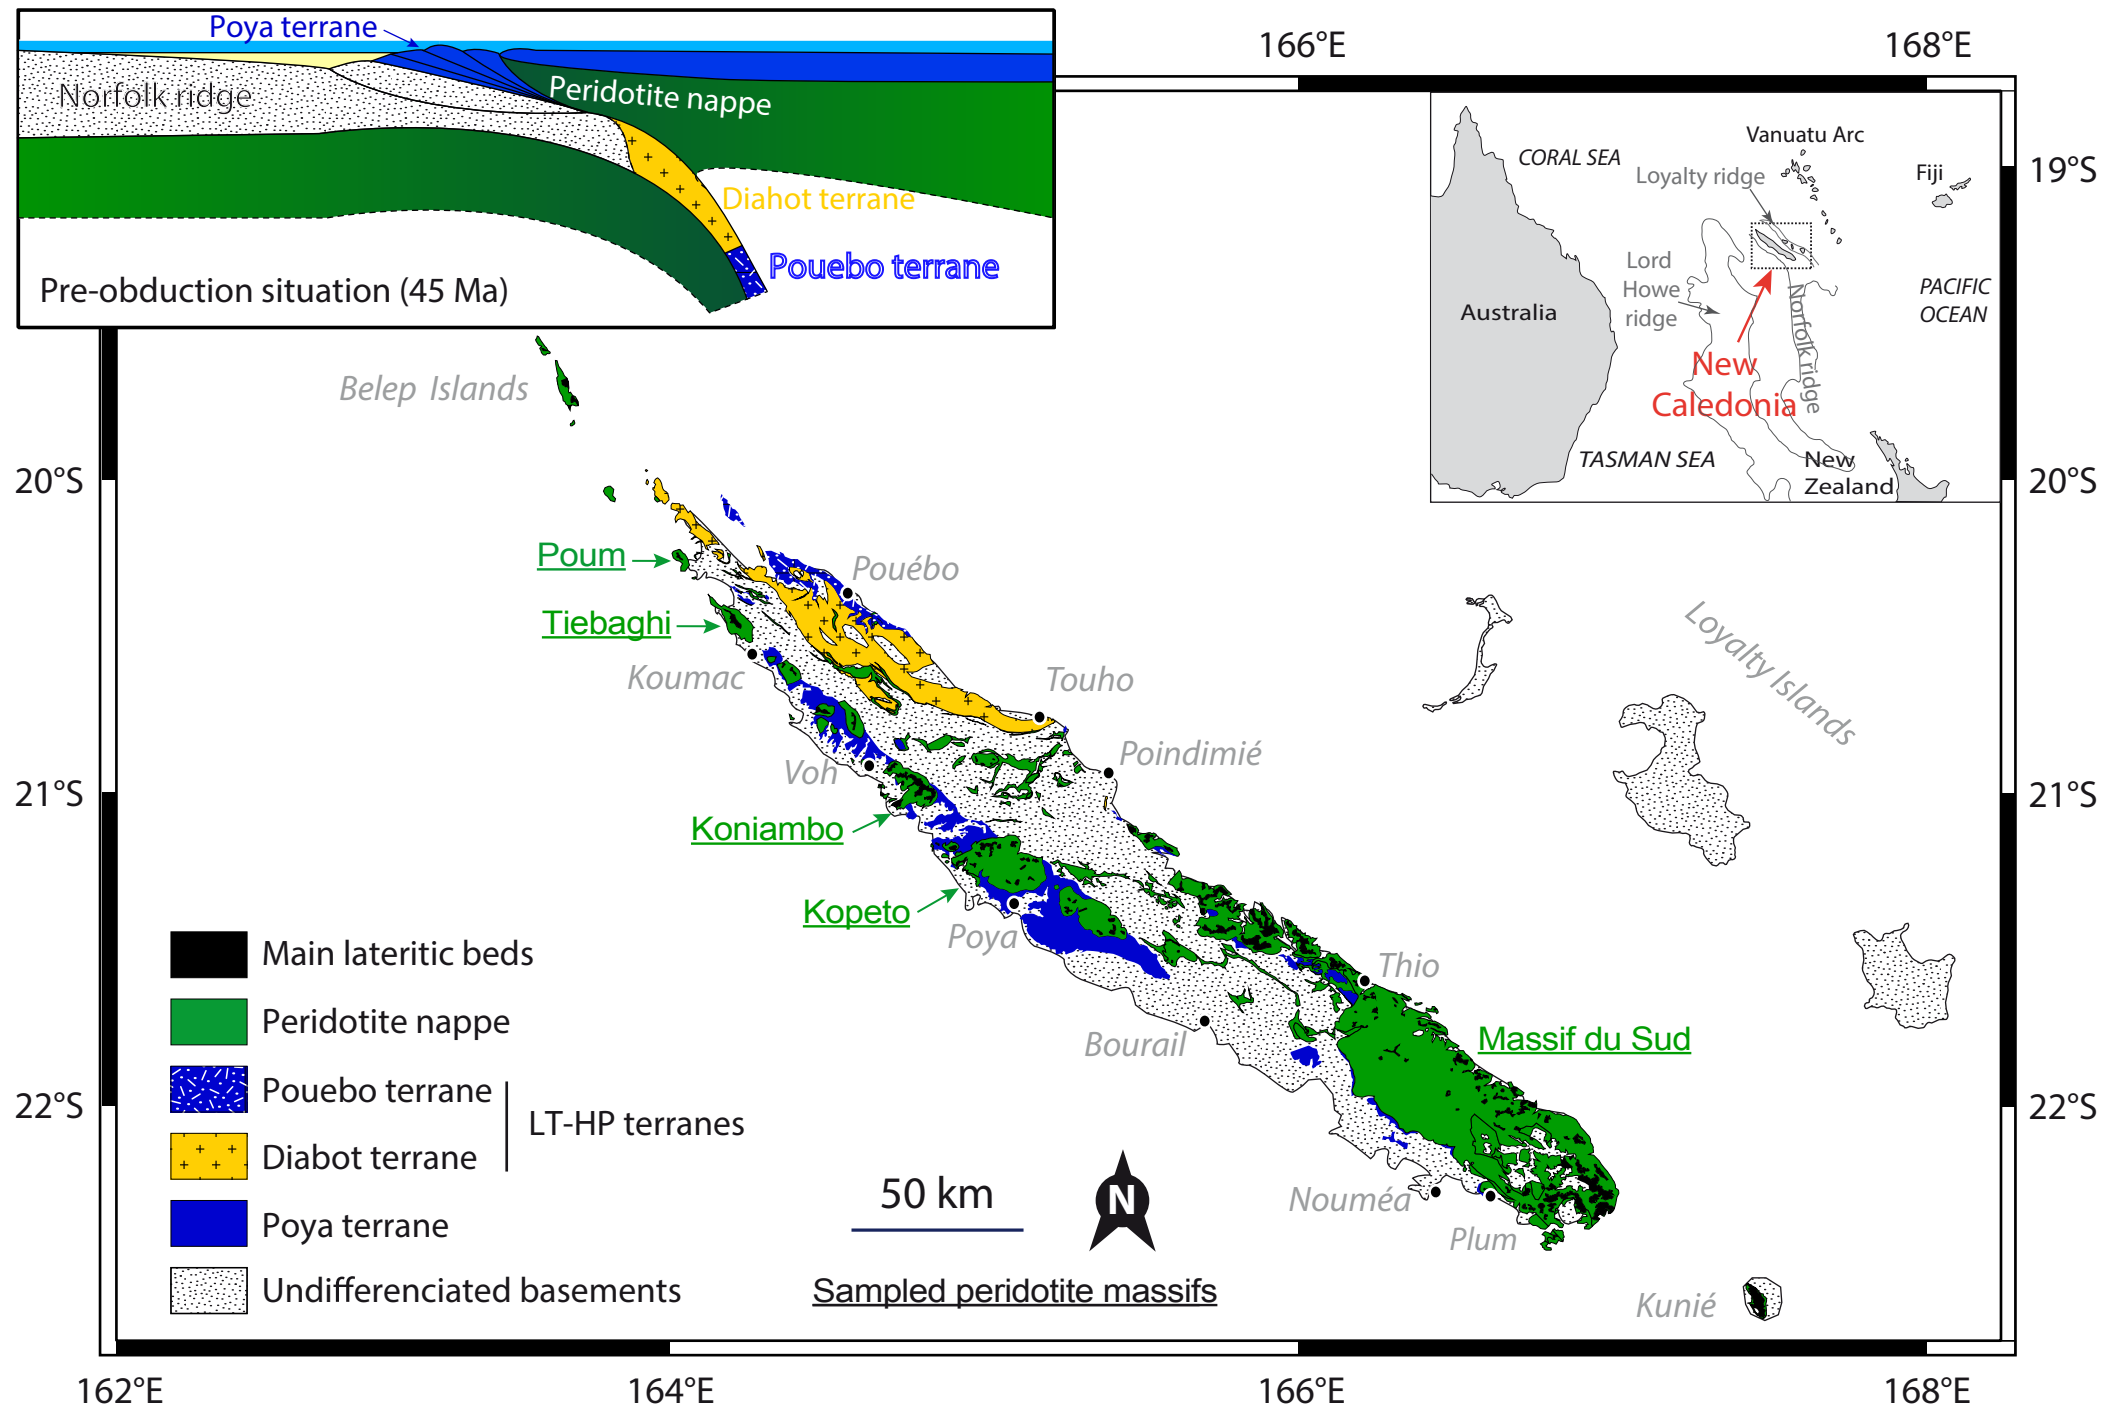 Poya terrane
Norfolk ridge
Peridotite nappe
Diahot terrane
Pouebo terrane
Pre-obduction situation (45 Ma)
166°E
168°E
Vanuatu Arc
CORAL SEA
Loyalty ridge
Fiji
Lord
Howe
ridge
Australia
Norfolk ridge
PACIFIC
OCEAN
New
Caledonia
TASMAN SEA
New
Zealand
19°S
20°S
20°S
21°S
21°S
22°S
22°S
Belep Islands
Poum
Pouébo
Tiebaghi
Koumac
Touho
Loyalty Islands
Voh
Poindimié
Koniambo
Kopeto
Poya
Thio
Bourail
Massif du Sud
Nouméa
Plum
Kunié
Main lateritic beds
Peridotite nappe
Pouebo terrane
LT-HP terranes
Diabot terrane
Poya terrane
Undifferenciated basements
50 km
N
Sampled peridotite massifs
162°E
164°E
166°E
168°E